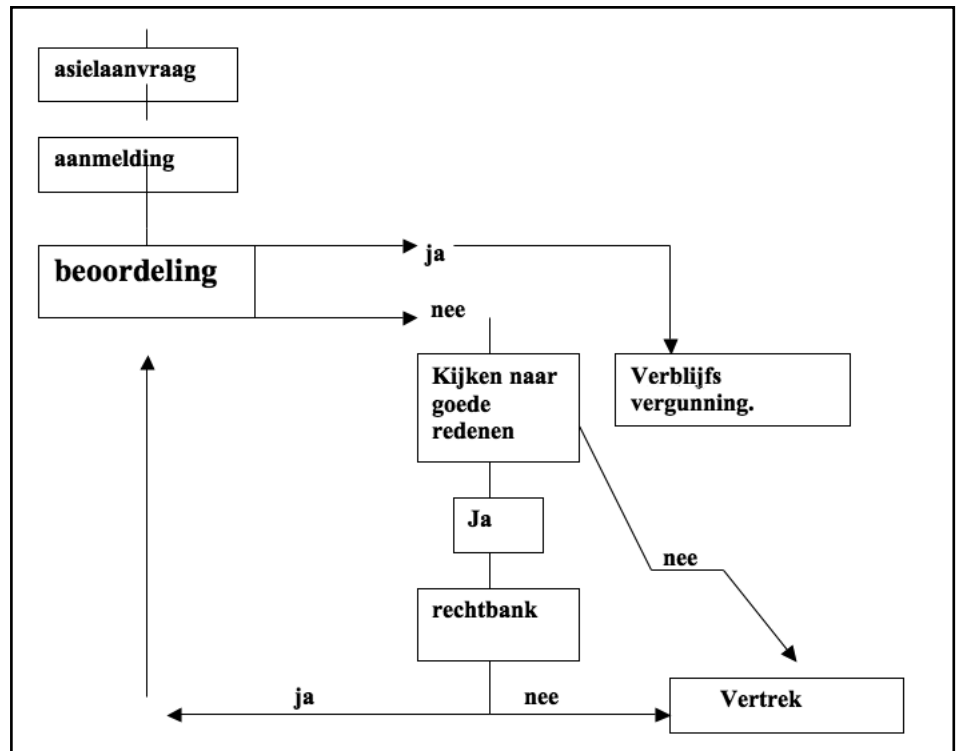 asielaanvraag
aanmelding
beoordeling
ja
nee
Kijken naar
goede
redenen
Verblijfs
vergunning.
Ja
nee
rechtbank
ja
nee
Vertrek